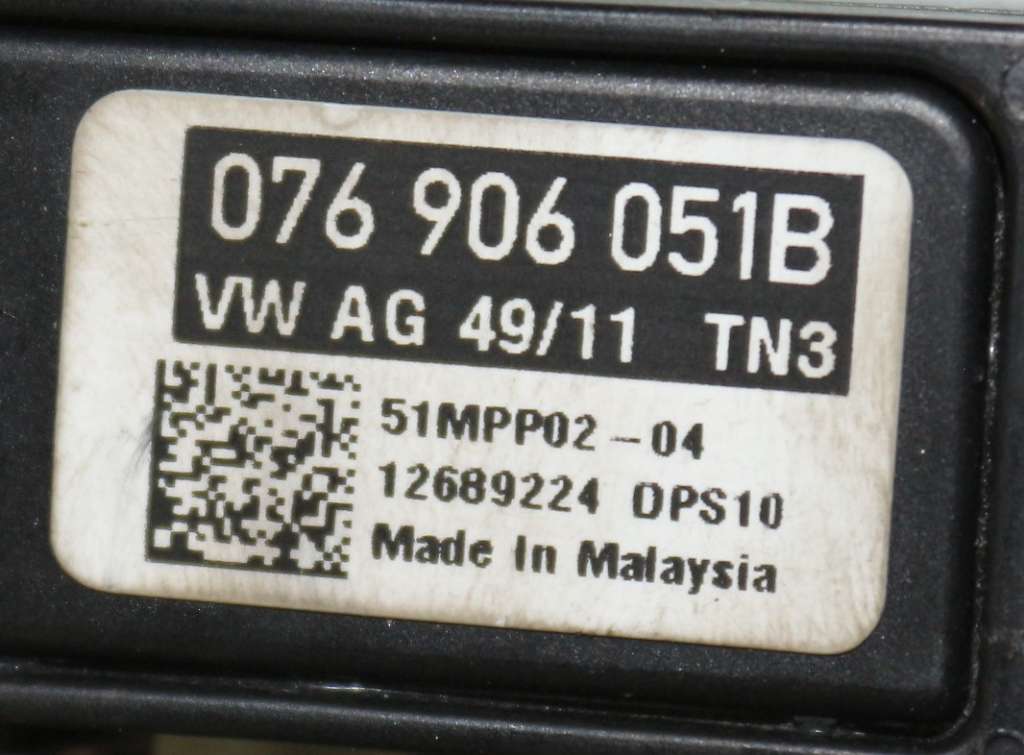 076 906 051B
VW AG 49/11 TN3
51MPP02-04
12689224 DPS10
Made In Malaysia